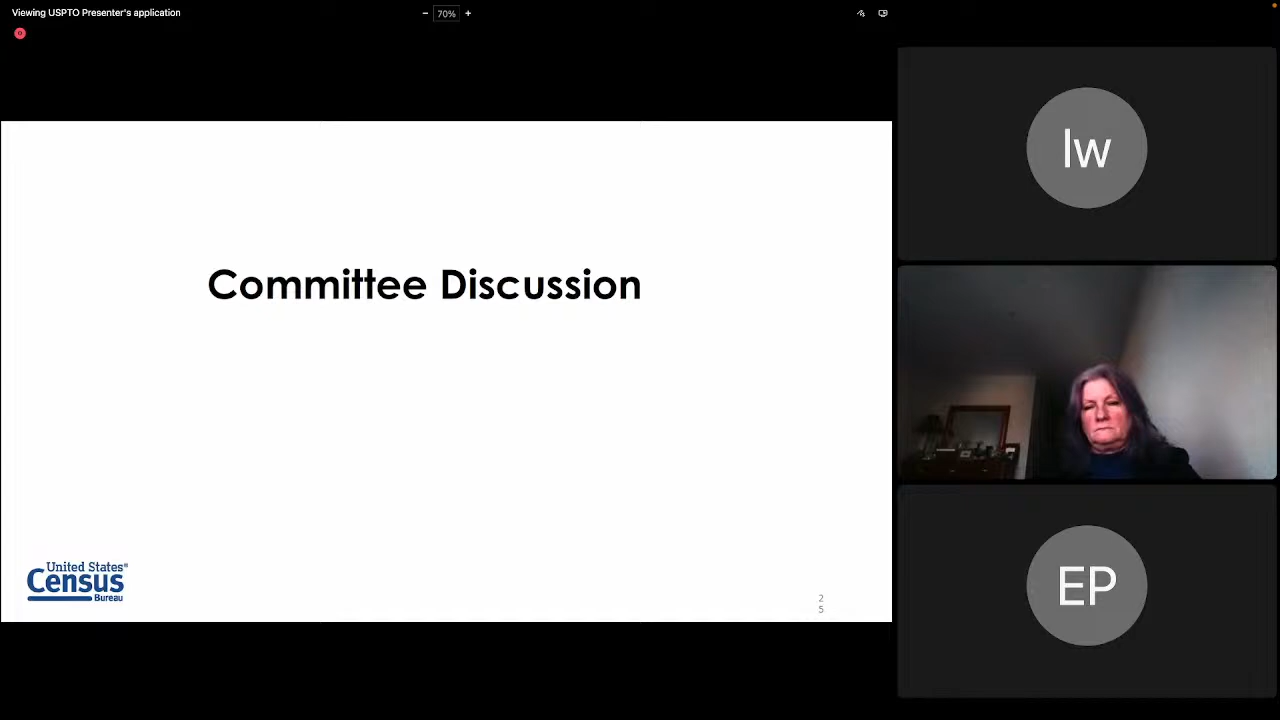 Viewing USPTO Presenter's application
− 70% +
lw
Committee Discussion
United States®
Census
Bureau
2
5
EP